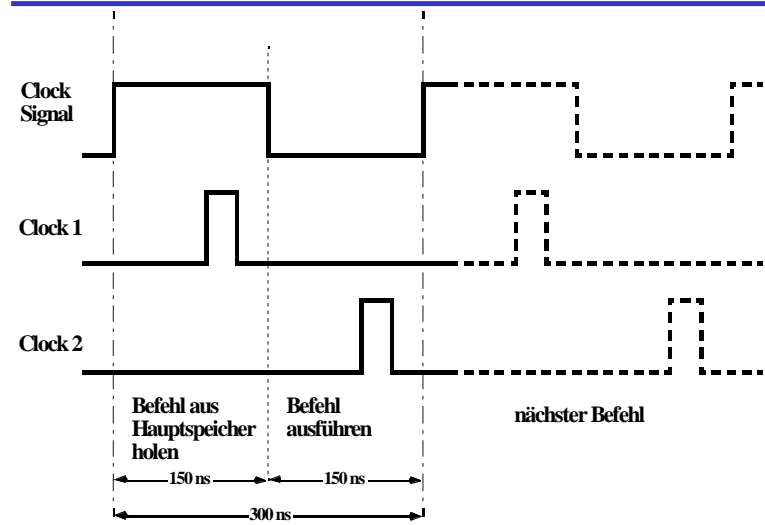 Clock
Signal
Clock 1
Clock 2
Befehl aus
Hauptspeicher
holen
Befehl
ausführen
nächster Befehl
150 ns
150 ns
300 ns